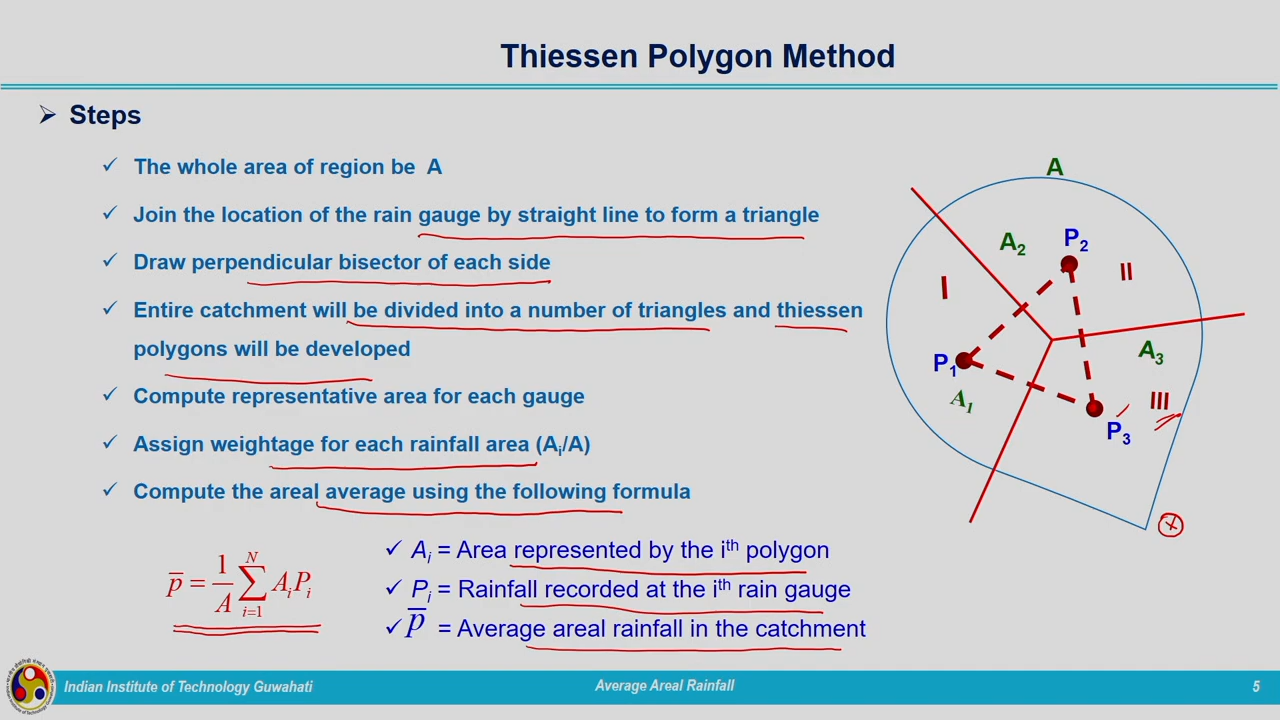 Thiessen Polygon Method
➢ Steps
✓ The whole area of region be A
✓ Join the location of the rain gauge by straight line to form a triangle
✓ Draw perpendicular bisector of each side
✓ Entire catchment will be divided into a number of triangles and thiessen
polygons will be developed
✓ Compute representative area for each gauge
✓ Assign weightage for each rainfall area (Aᵢ/A)
✓ Compute the areal average using the following formula
p̅ = 1/A ∑ᵢ₌₁ᴺ AᵢPᵢ
✓ Aᵢ = Area represented by the iᵗʰ polygon
✓ Pᵢ = Rainfall recorded at the iᵗʰ rain gauge
✓ p̅ = Average areal rainfall in the catchment
A
P₂
A₂
II
I
A₃
P₁
A₁
III
P₃
Indian Institute of Technology Guwahati
Average Areal Rainfall
5